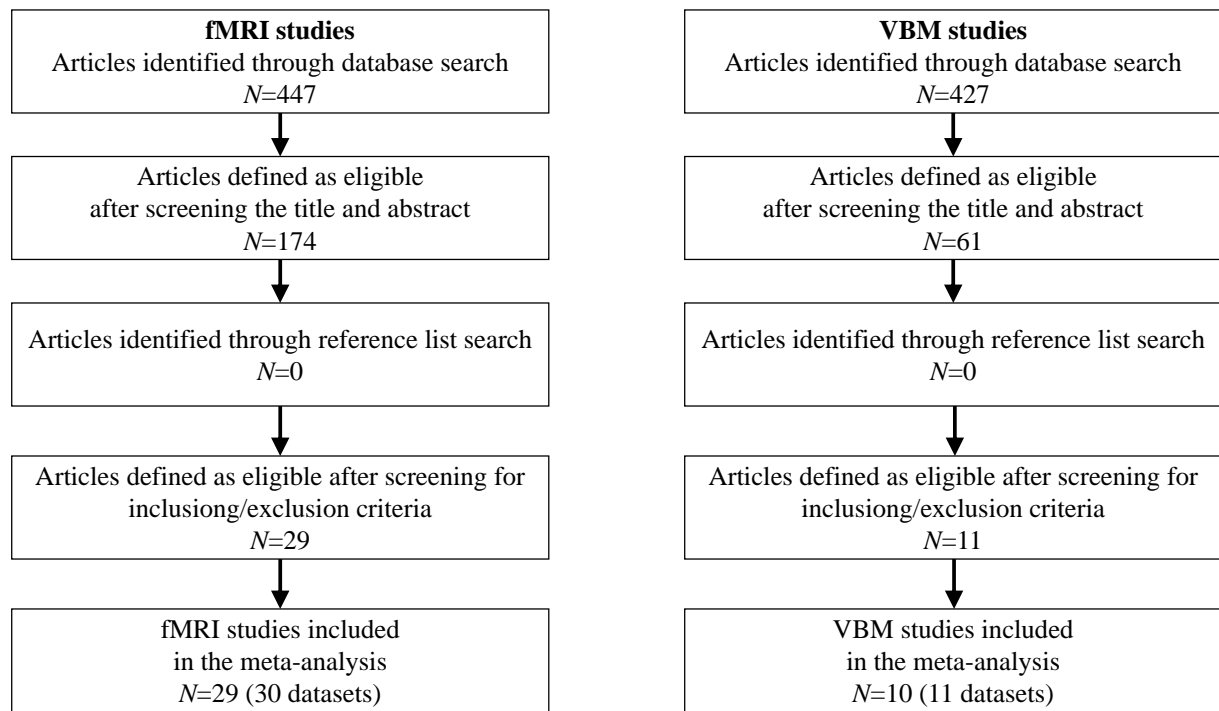 fMRI studies
Articles identified through database search
N=447
Articles defined as eligible
after screening the title and abstract
N=174
Articles identified through reference list search
N=0
Articles defined as eligible after screening for
inclusiong/exclusion criteria
N=29
fMRI studies included
in the meta-analysis
N=29 (30 datasets)
VBM studies
Articles identified through database search
N=427
Articles defined as eligible
after screening the title and abstract
N=61
Articles identified through reference list search
N=0
Articles defined as eligible after screening for
inclusiong/exclusion criteria
N=11
VBM studies included
in the meta-analysis
N=10 (11 datasets)